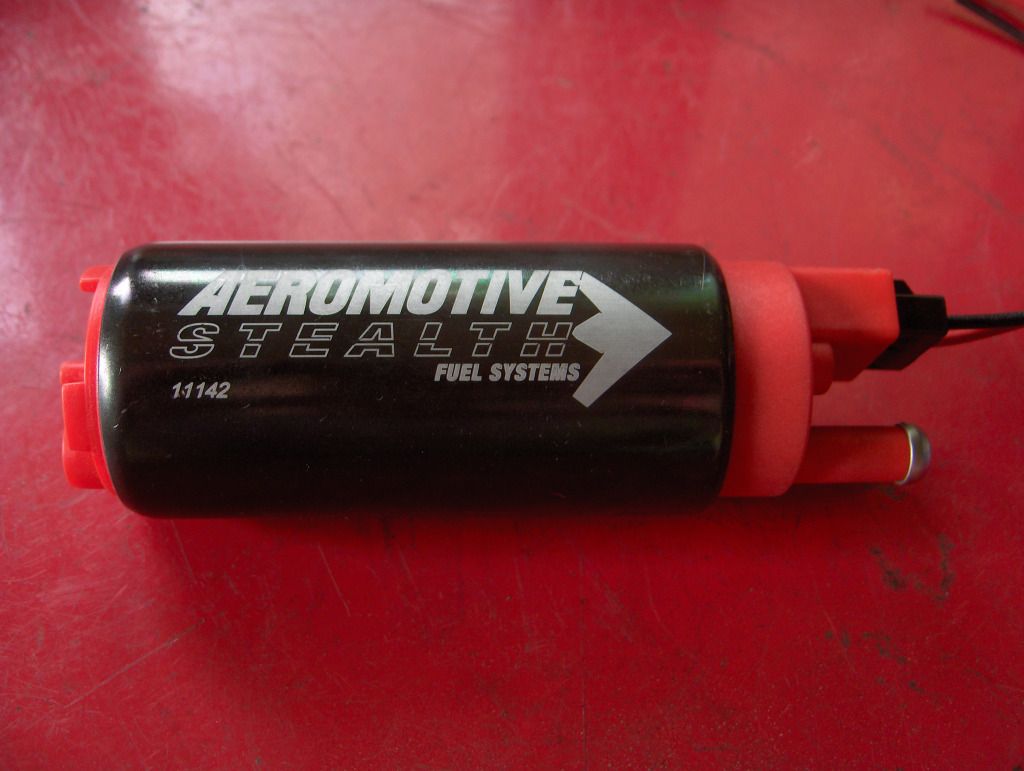 AEROMOTIVE
STEALTH
FUEL SYSTEMS
11142